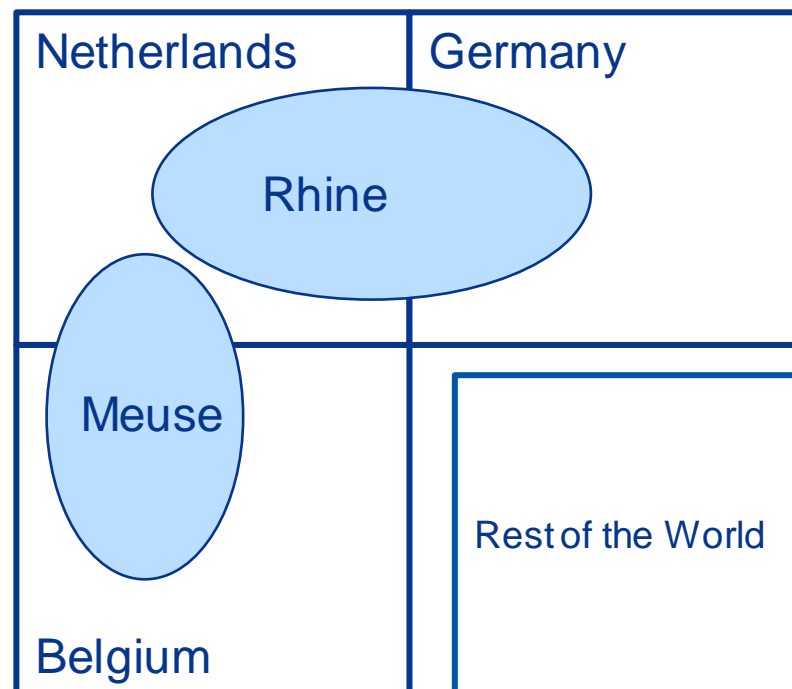 Netherlands
Germany
Rhine
Meuse
Rest of the World
Belgium